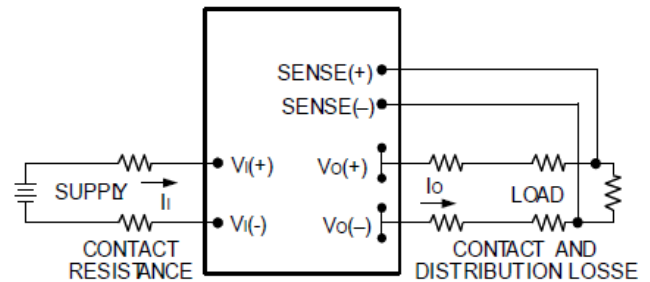 SENSE(+)
SENSE(–)
VI(+)
VO(+)
SUPPLY
II
IO
LOAD
VI(-)
VO(–)
CONTACT
RESISTANCE
CONTACT AND
DISTRIBUTION LOSSE